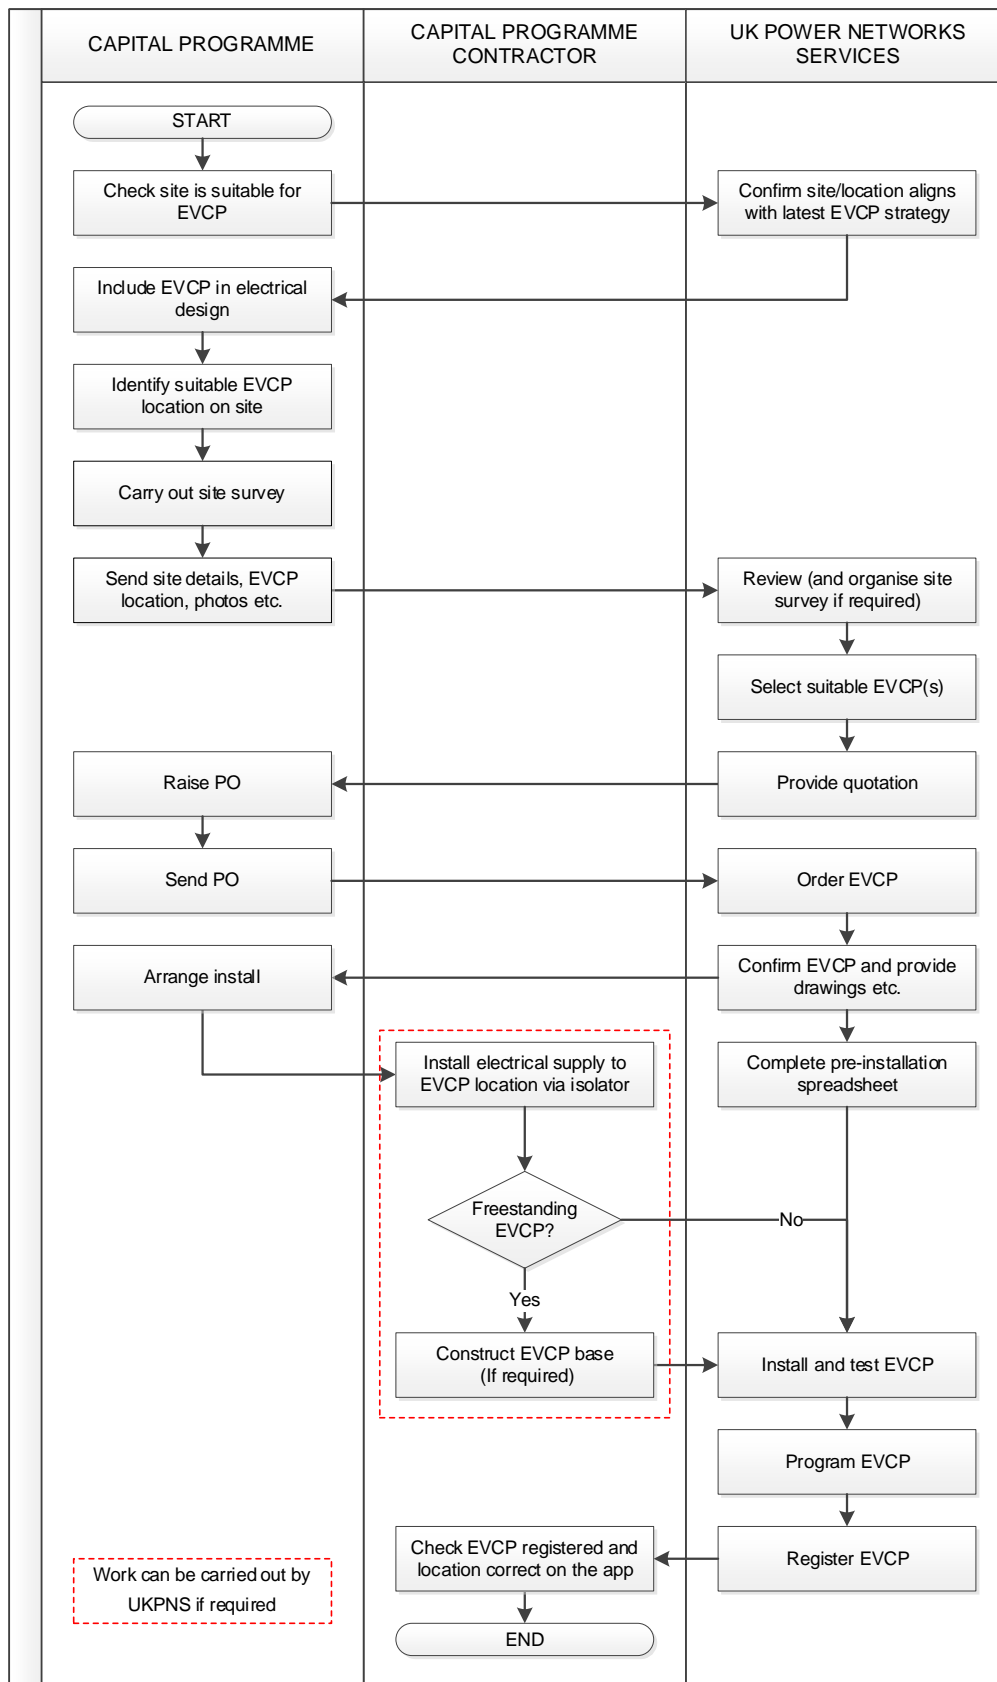 CAPITAL PROGRAMME
CAPITAL PROGRAMME
CONTRACTOR
UK POWER NETWORKS
SERVICES
START
Check site is suitable for
EVCP
Confirm site/location aligns
with latest EVCP strategy
Include EVCP in electrical
design
Identify suitable EVCP
location on site
Carry out site survey
Send site details, EVCP
location, photos etc.
Review (and organise site
survey if required)
Select suitable EVCP(s)
Raise PO
Provide quotation
Send PO
Order EVCP
Arrange install
Confirm EVCP and provide
drawings etc.
Install electrical supply to
EVCP location via isolator
Complete pre-installation
spreadsheet
Freestanding
EVCP?
No
Yes
Construct EVCP base
(If required)
Install and test EVCP
Program EVCP
Check EVCP registered and
location correct on the app
Register EVCP
Work can be carried out by
UKPNS if required
END